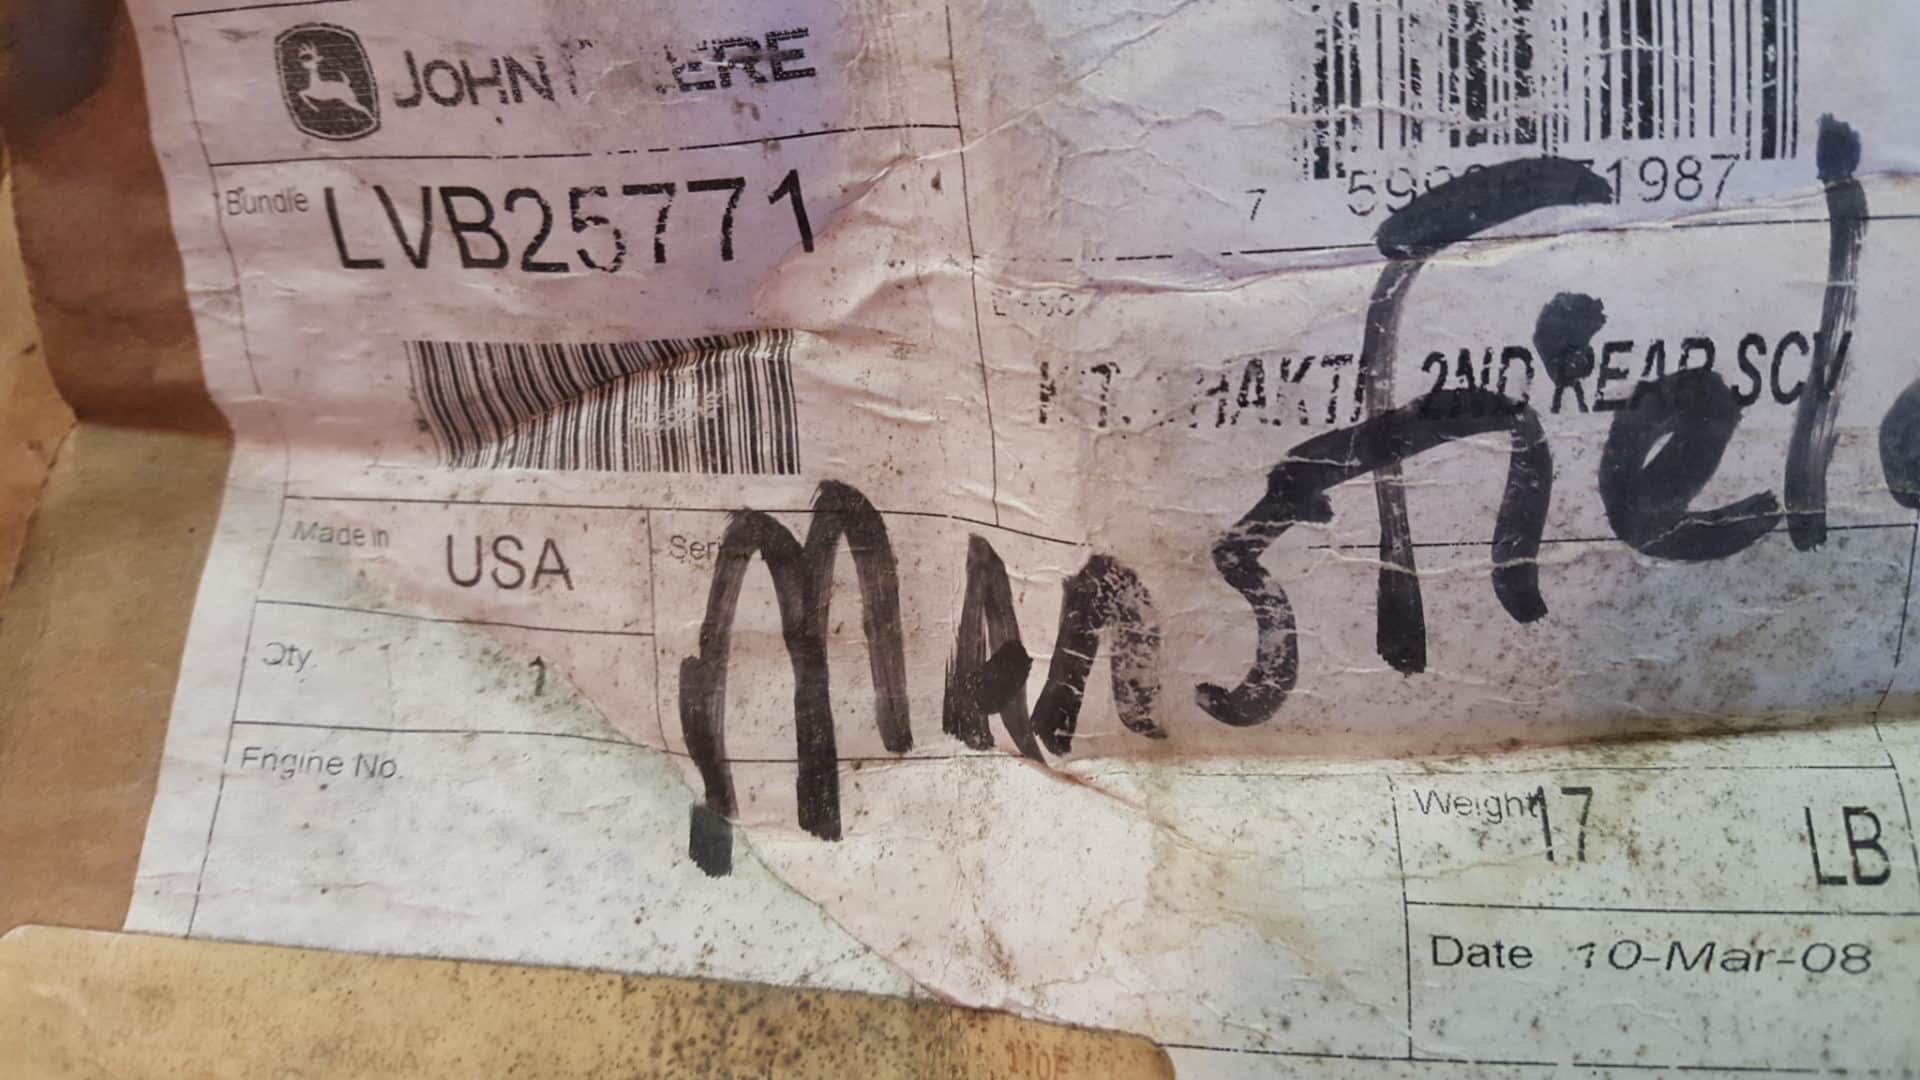 JOHN DEERE
Bundle LVB25771
7
1987
2ND REAR SCV
Made in USA
Mansfield
Qty. 1
Engine No.
Weight 17 LB
Date 10-Mar-08